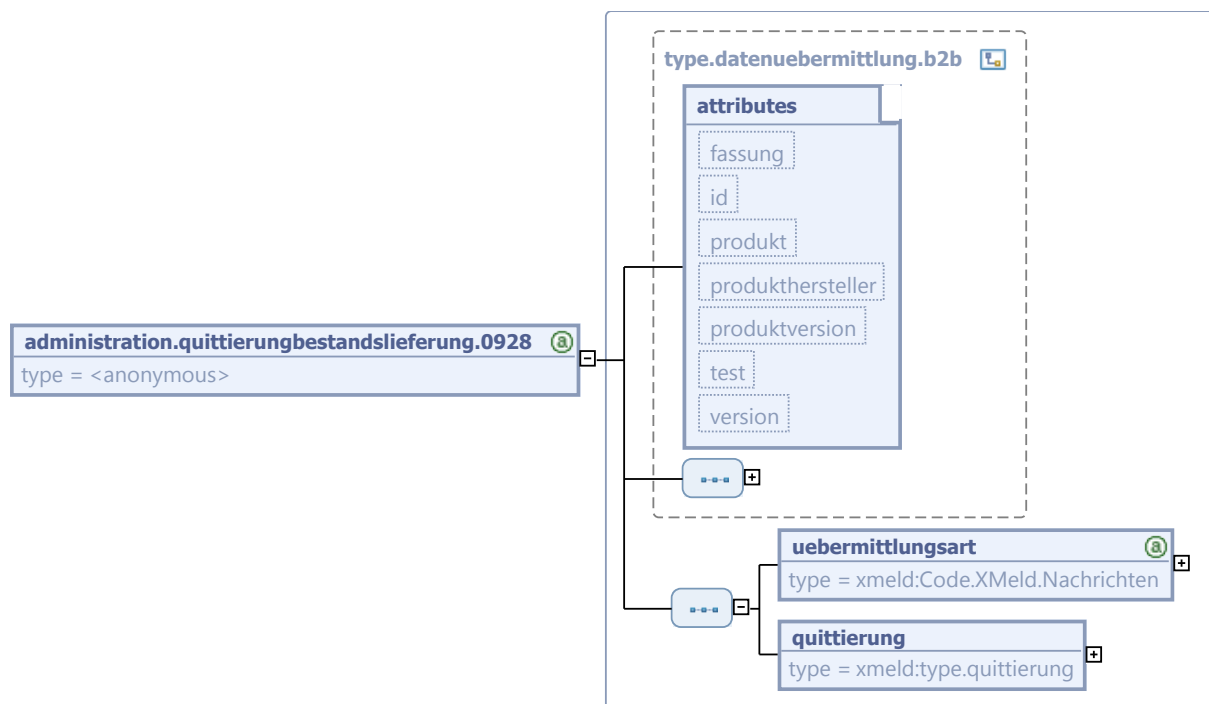 type.datenuebermittlung.b2b
attributes
fassung
id
produkt
produkthersteller
produktversion
test
version
administration.quittierungbestandslieferung.0928
type = <anonymous>
uebermittlungsart
type = xmeld:Code.XMeld.Nachrichten
quittierung
type = xmeld:type.quittierung